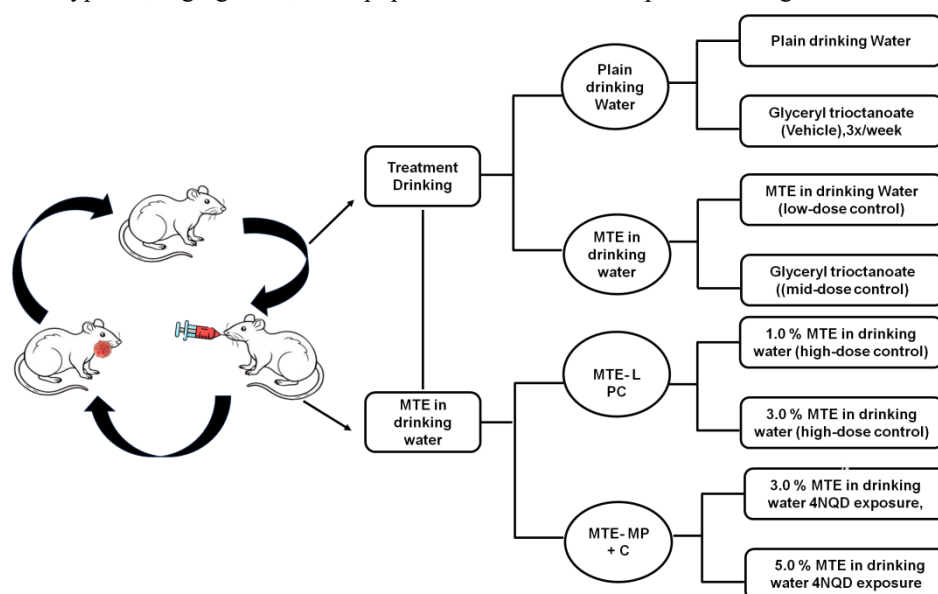 Treatment
Drinking
MTE in
drinking
water
Plain
drinking
Water
MTE in
drinking
water
MTE- L
PC
MTE- MP
+ C
Plain drinking Water
Glyceryl trioctanoate
(Vehicle),3x/week
MTE in drinking Water
(low-dose control)
Glyceryl trioctanoate
((mid-dose control)
1.0 % MTE in drinking
water (high-dose control)
3.0 % MTE in drinking
water (high-dose control)
3.0 % MTE in drinking
water 4NQD exposure,
5.0 % MTE in drinking
water 4NQD exposure